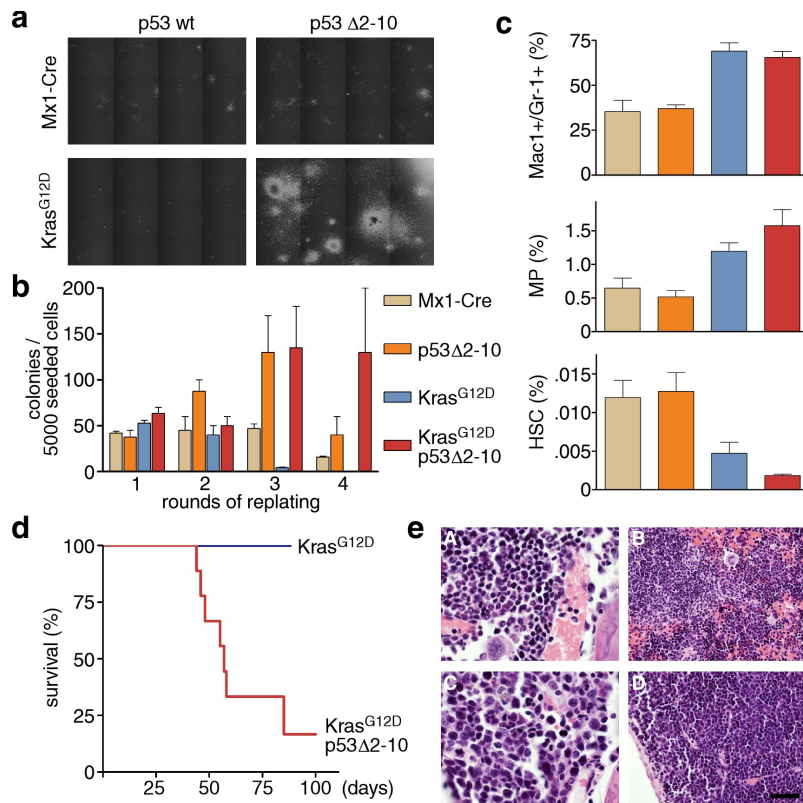 a
p53 wt
p53 Δ2-10
Mx1-Cre
KrasG12D
b
colonies /
5000 seeded cells
200
150
100
50
0
1
2
3
4
rounds of replating
Mx1-Cre
p53Δ2-10
KrasG12D
KrasG12D
p53Δ2-10
c
Mac1+/Gr-1+ (%)
75
50
25
0
MP (%)
1.5
1.0
0.5
0
HSC (%)
.015
.010
.005
0
d
survival (%)
100
75
50
25
0
25
50
75
100
(days)
KrasG12D
KrasG12D
p53Δ2-10
e
A
B
C
D